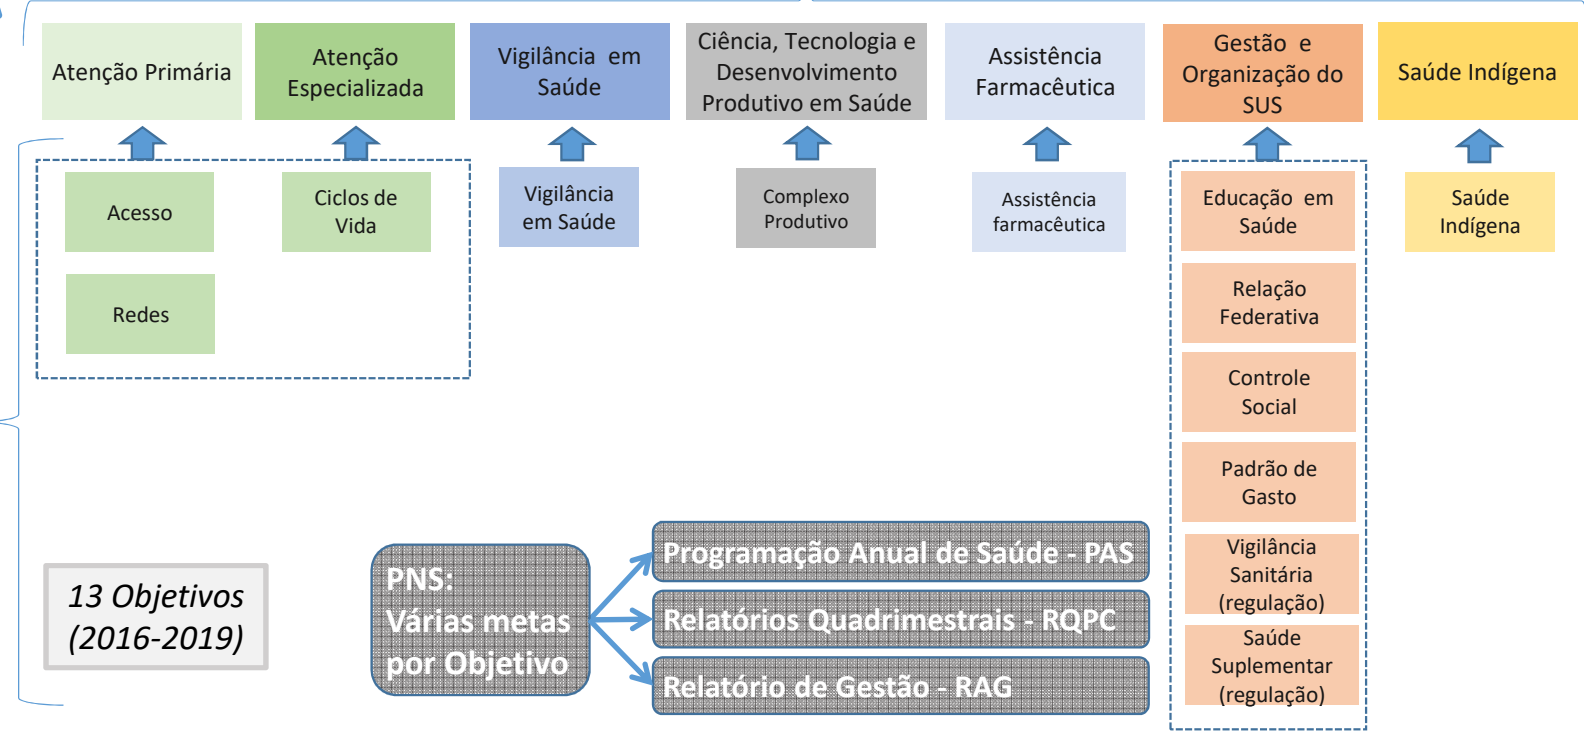 Atenção Primária
Atenção
Especializada
Vigilância em
Saúde
Ciência, Tecnologia e
Desenvolvimento
Produtivo em Saúde
Assistência
Farmacêutica
Gestão e
Organização do
SUS
Saúde Indígena
Acesso
Redes
Ciclos de
Vida
Vigilância
em Saúde
Complexo
Produtivo
Assistência
farmacêutica
Educação em
Saúde
Relação
Federativa
Controle
Social
Padrão de
Gasto
Vigilância
Sanitária
(regulação)
Saúde
Suplementar
(regulação)
Saúde
Indígena
13 Objetivos
(2016-2019)
PNS:
Várias metas
por Objetivo
Programação Anual de Saúde - PAS
Relatórios Quadrimestrais - RQPC
Relatório de Gestão - RAG